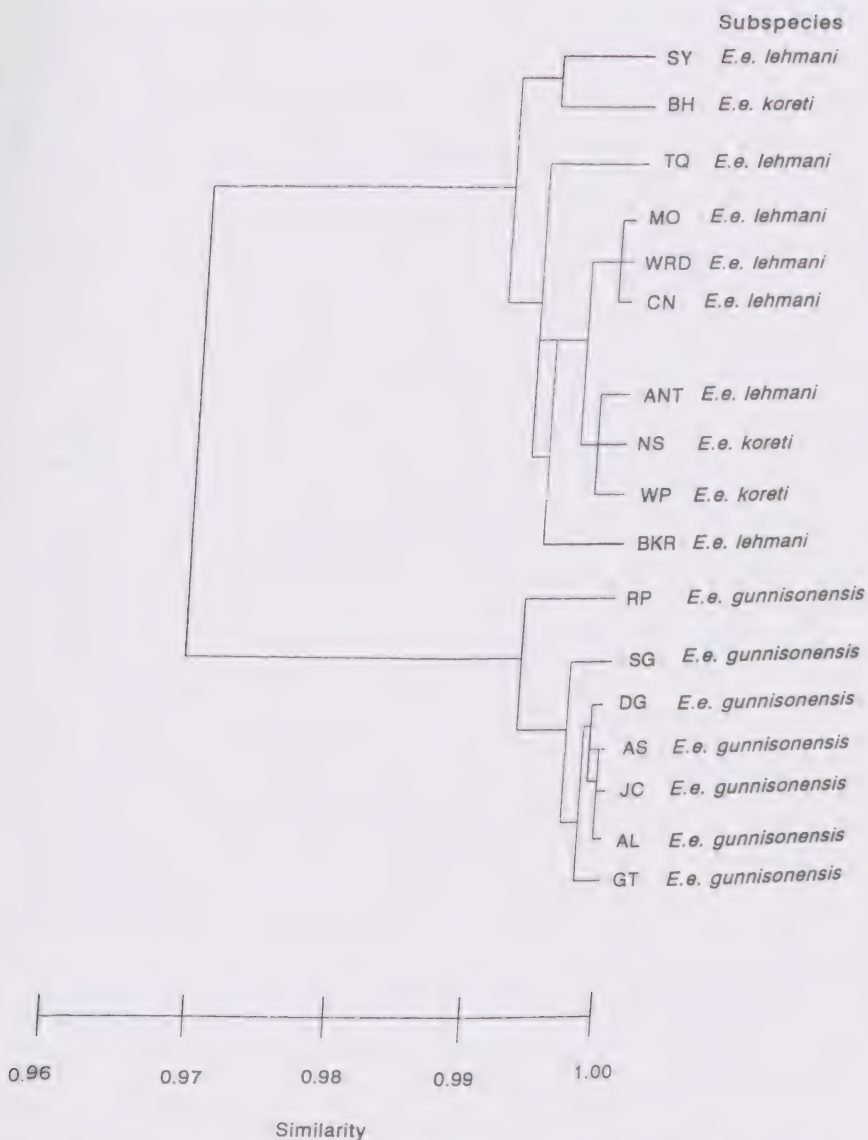 Subspecies
SY E.e. lehmani
BH E.e. koreti
TQ E.e. lehmani
MO E.e. lehmani
WRD E.e. lehmani
CN E.e. lehmani
ANT E.e. lehmani
NS E.e. koreti
WP E.e. koreti
BKR E.e. lehmani
RP E.e. gunnisonensis
SG E.e. gunnisonensis
DG E.e. gunnisonensis
AS E.e. gunnisonensis
JC E.e. gunnisonensis
AL E.e. gunnisonensis
GT E.e. gunnisonensis
0.96 0.97 0.98 0.99 1.00
Similarity